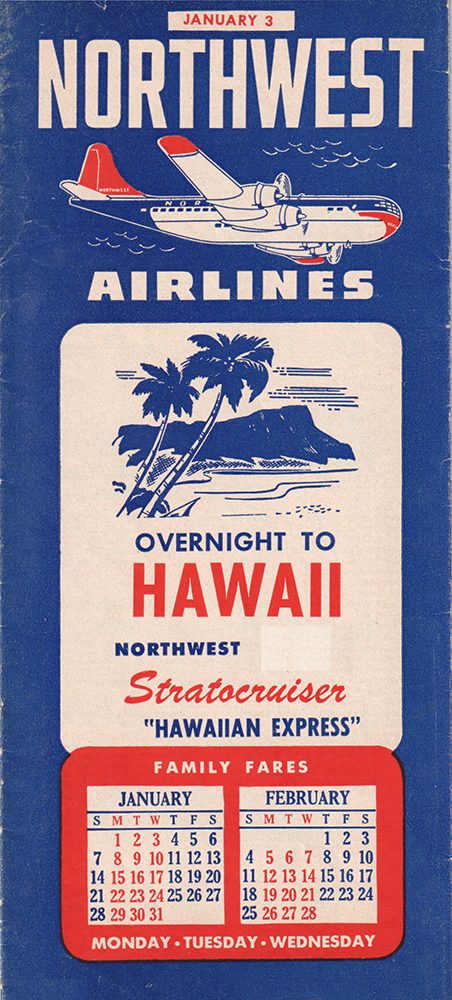 JANUARY 3
NORTHWEST
NORTHWEST
NOR
AIRLINES
OVERNIGHT TO
HAWAII
NORTHWEST
Stratocruiser
"HAWAIIAN EXPRESS"
FAMILY FARES
JANUARY
S M T W T F S
1 2 3 4 5 6
7 8 9 10 11 12 13
14 15 16 17 18 19 20
21 22 23 24 25 26 27
28 29 30 31
FEBRUARY
S M T W T F S
1 2 3
4 5 6 7 8 9 10
11 12 13 14 15 16 17
18 19 20 21 22 23 24
25 26 27 28
MONDAY • TUESDAY • WEDNESDAY